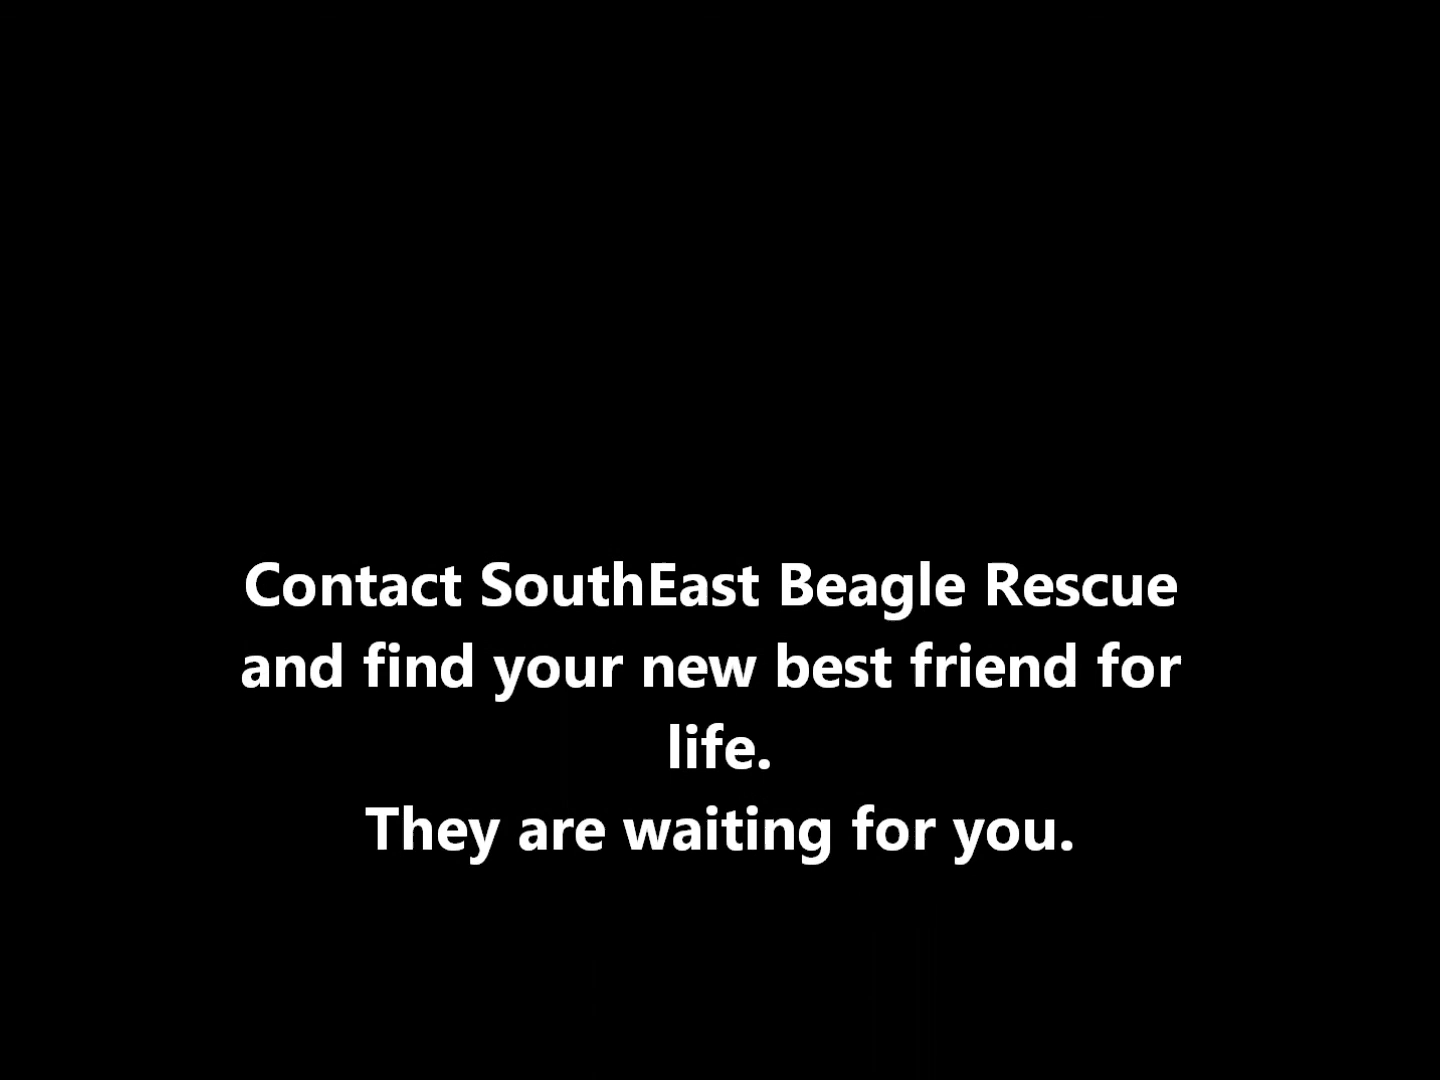 Contact SouthEast Beagle Rescue
and find your new best friend for
life.
They are waiting for you.